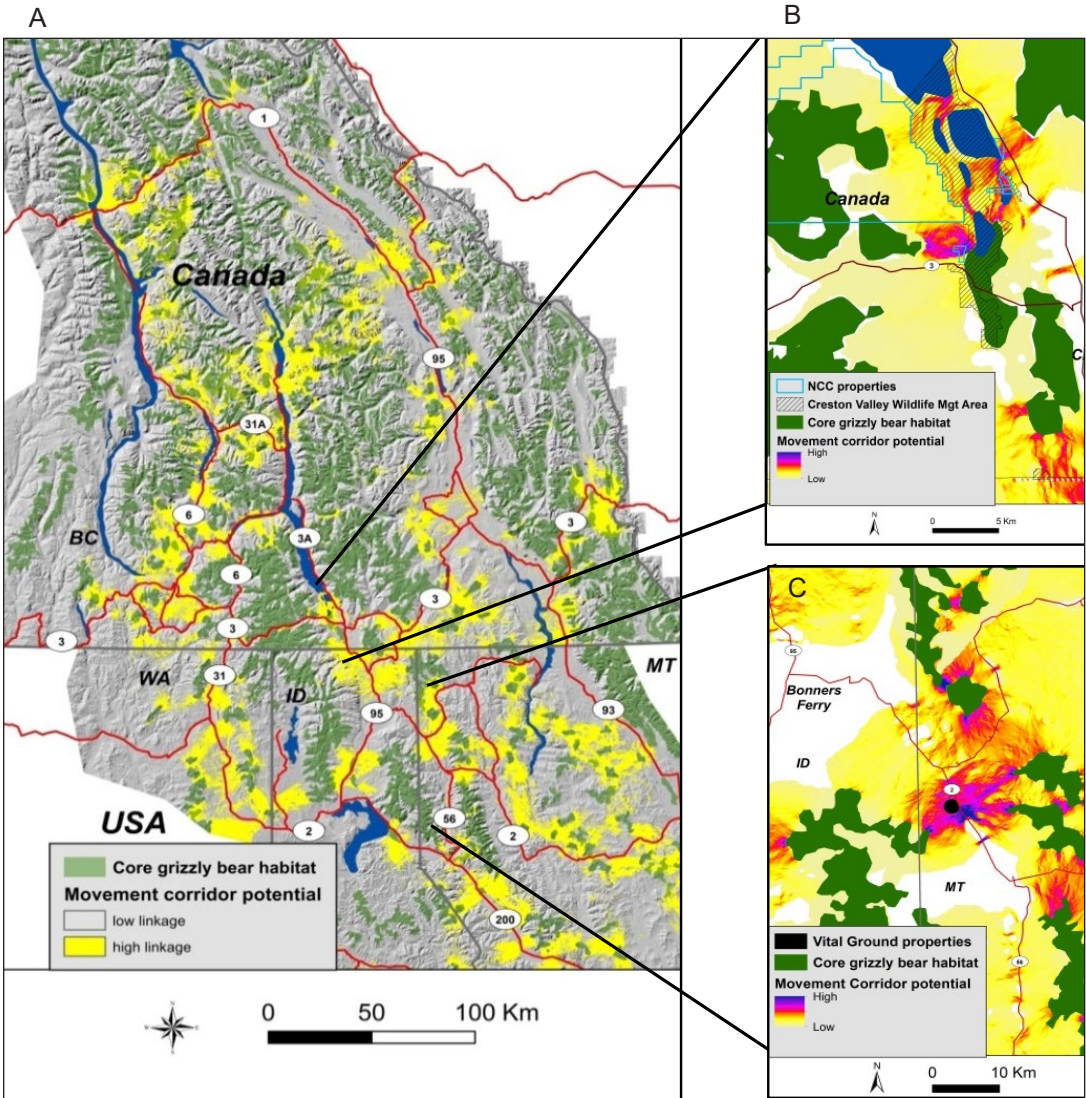 A
1
Canada
95
31A
6
BC
3A
3
6
3
3
3
WA
31
ID
MT
95
93
USA
2
56
2
200
Core grizzly bear habitat
Movement corridor potential
low linkage
high linkage
N
W
E
S
0
50
100 Km
B
Canada
3
C
NCC properties
Creston Valley Wildlife Mgt Area
Core grizzly bear habitat
Movement corridor potential
High
Low
N
0
5 Km
C
95
Bonners
Ferry
ID
2
MT
56
Vital Ground properties
Core grizzly bear habitat
Movement Corridor potential
High
Low
N
0
10 Km